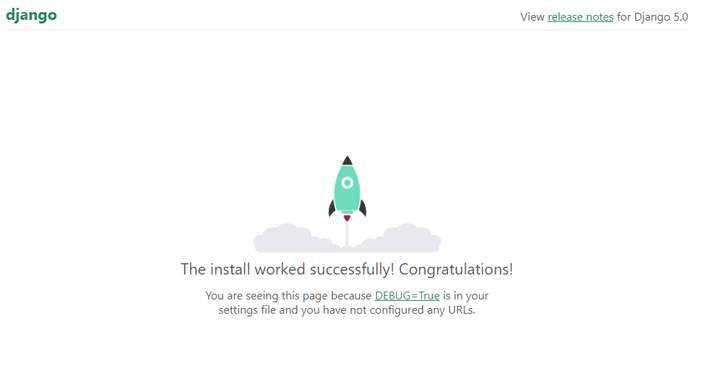 django
View release notes for Django 5.0
The install worked successfully! Congratulations!
You are seeing this page because DEBUG=True is in your
settings file and you have not configured any URLs.